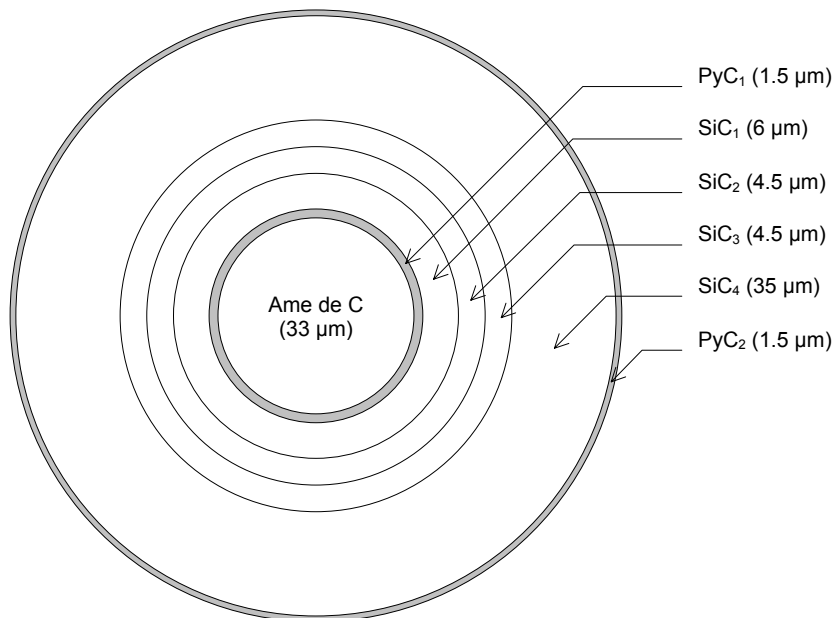 PyC₁ (1.5 µm)
SiC₁ (6 µm)
SiC₂ (4.5 µm)
SiC₃ (4.5 µm)
SiC₄ (35 µm)
PyC₂ (1.5 µm)
Ame de C
(33 µm)